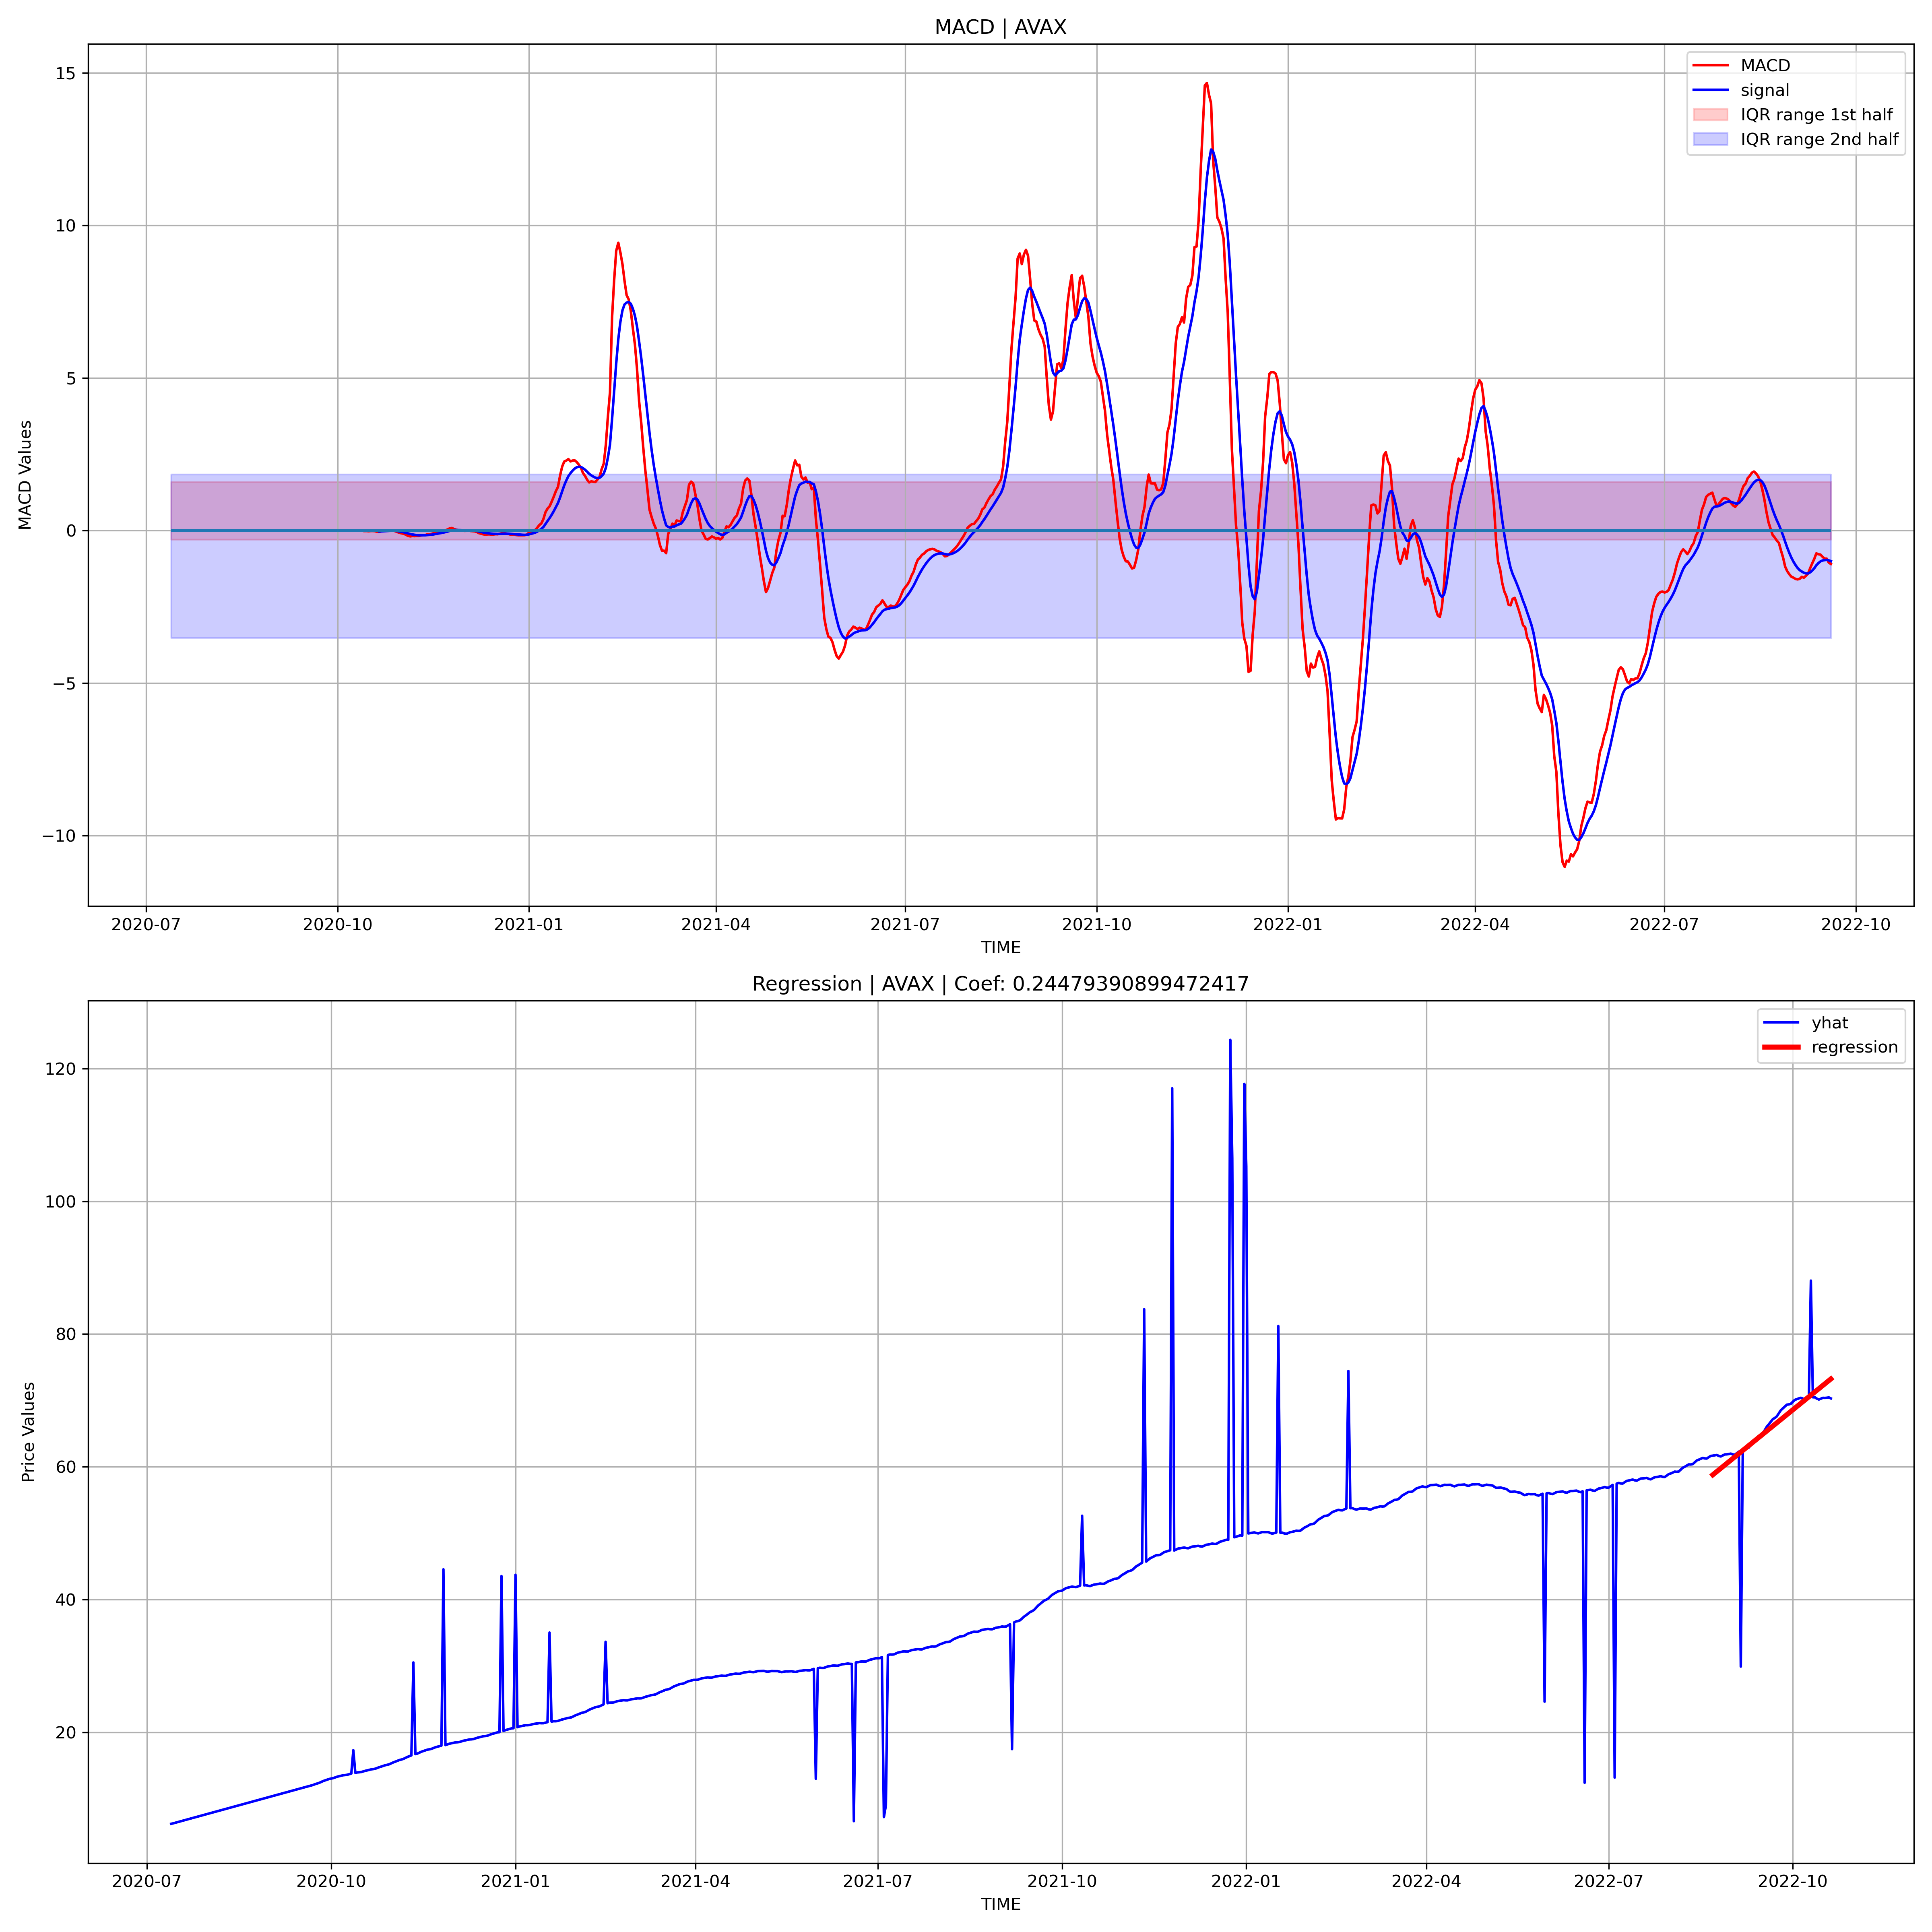 MACD | AVAX
15
10
5
0
−5
−10
MACD Values
MACD
signal
IQR range 1st half
IQR range 2nd half
2020-07 2020-10 2021-01 2021-04 2021-07 2021-10 2022-01 2022-04 2022-07 2022-10
TIME
Regression | AVAX | Coef: 0.24479390899472417
120
100
80
60
40
20
Price Values
yhat
regression
2020-07 2020-10 2021-01 2021-04 2021-07 2021-10 2022-01 2022-04 2022-07 2022-10
TIME